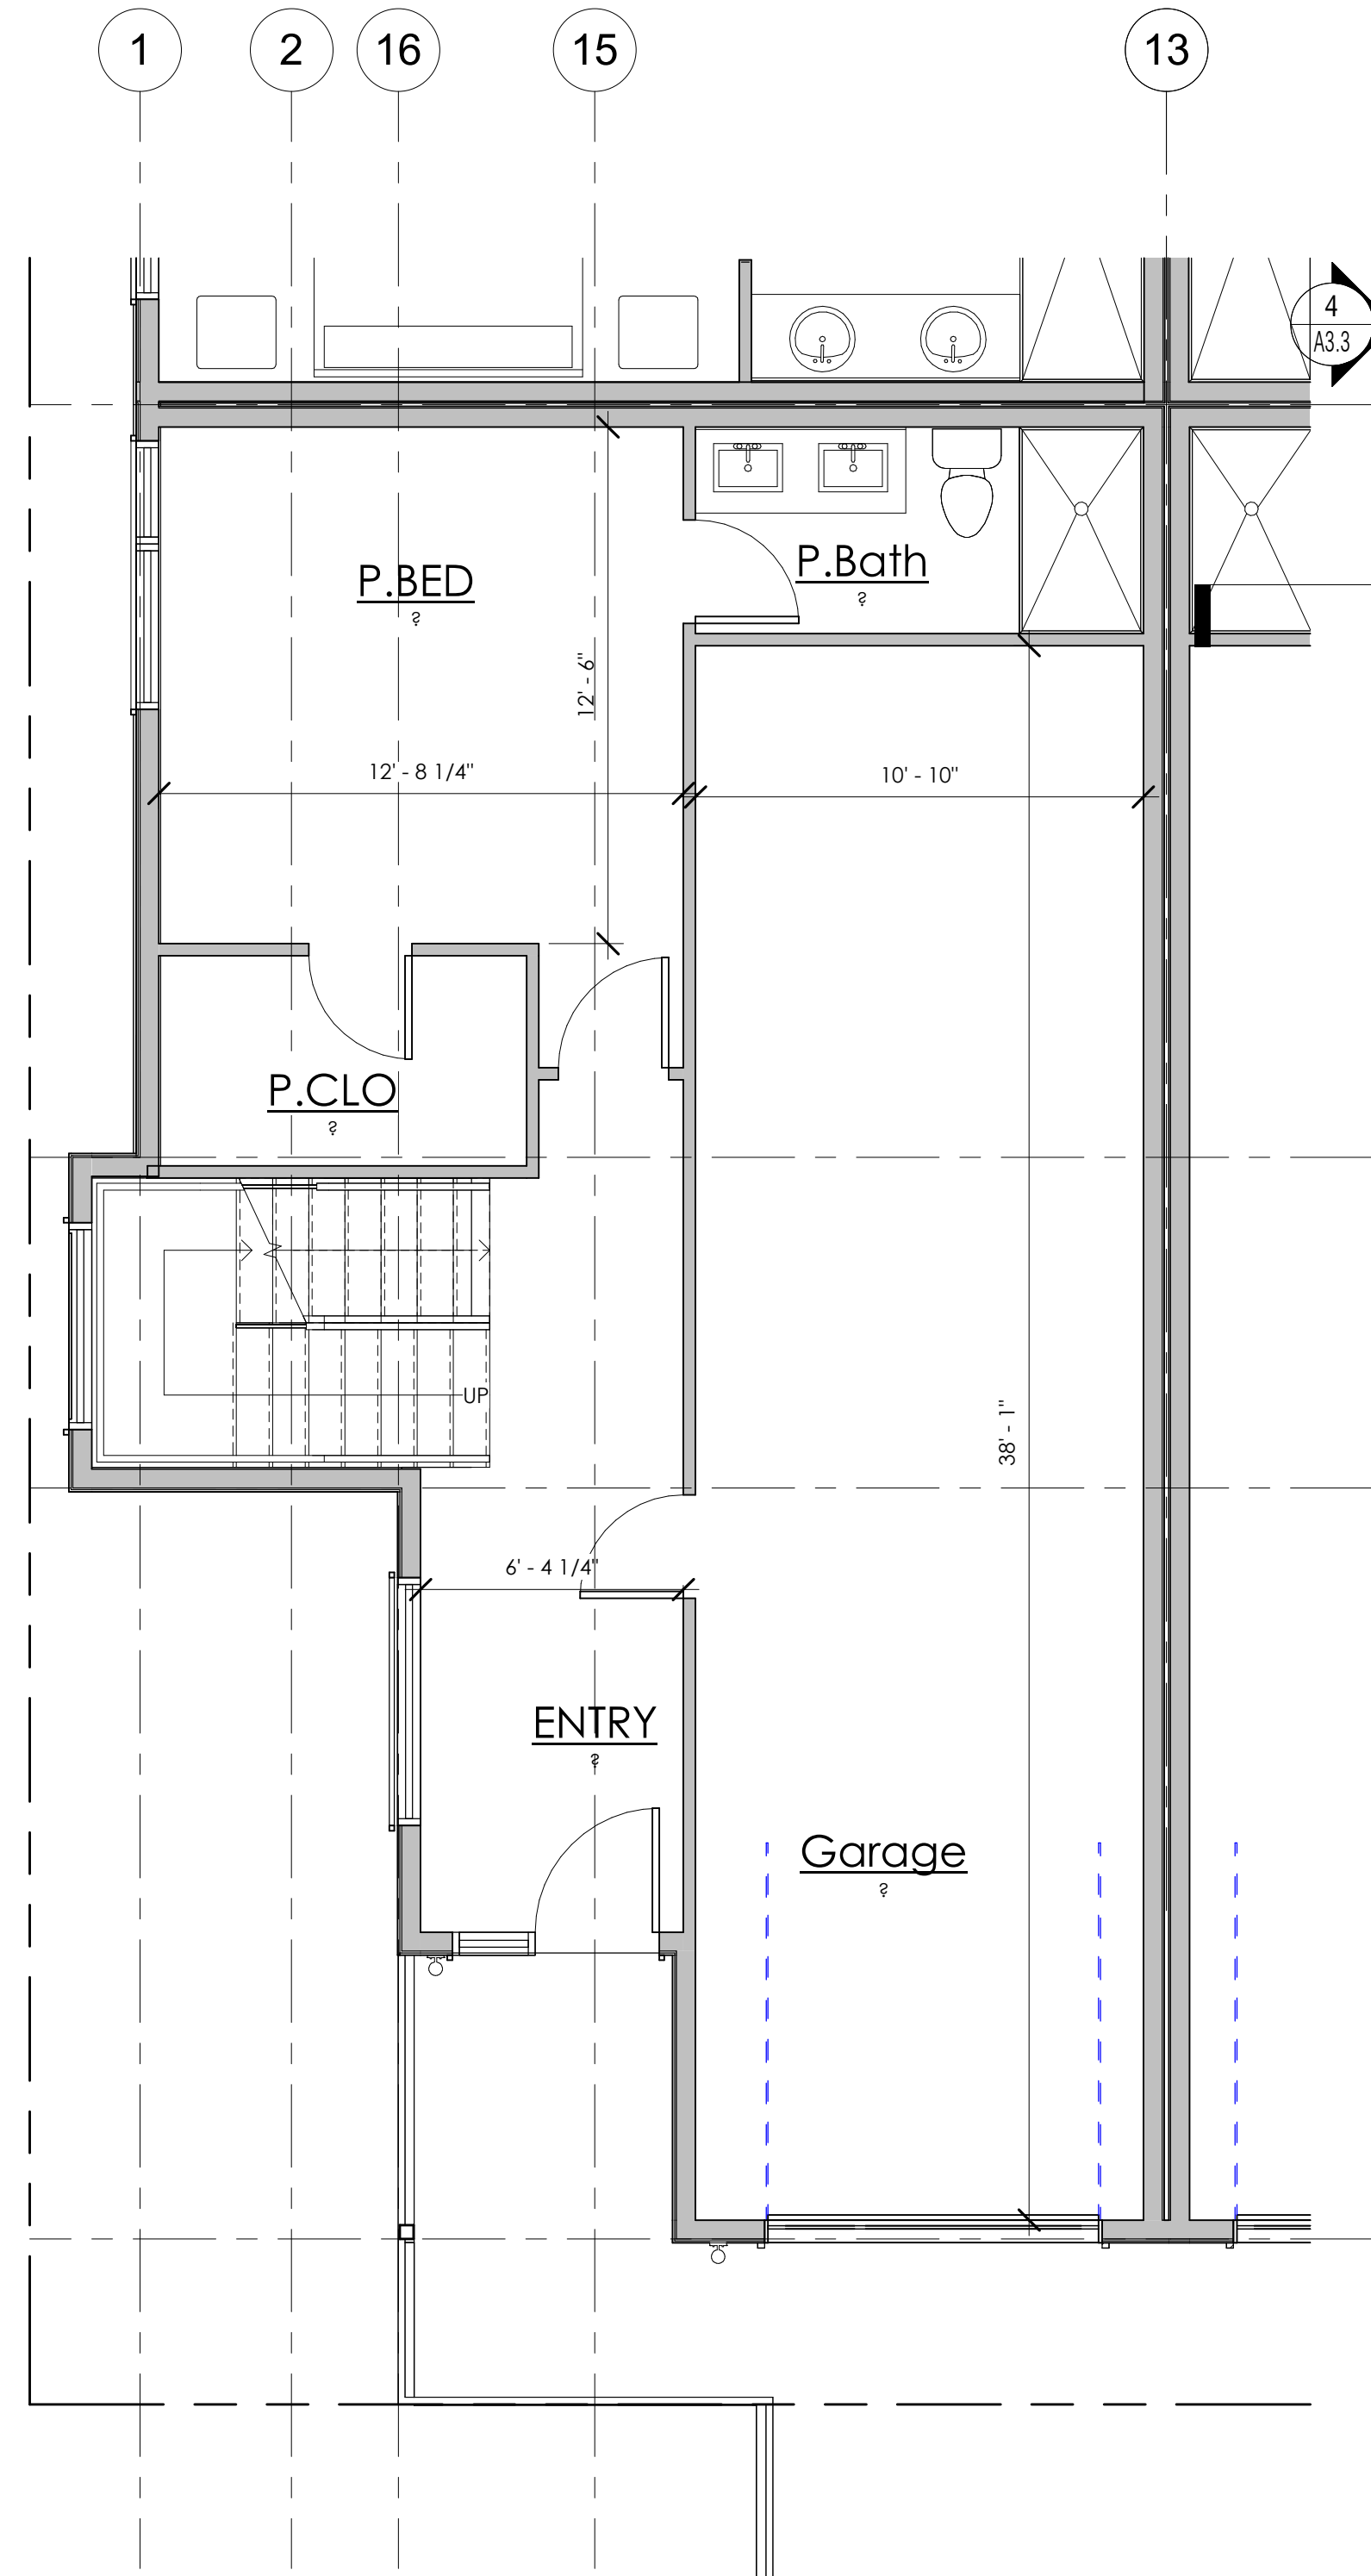 1
2
16
15
13
4
A3.3
P.Bath
?
P.BED
?
12' - 6"
12' - 8 1/4"
10' - 10"
P.CLO
?
UP
38' - 1"
6' - 4 1/4"
ENTRY
?
Garage
?